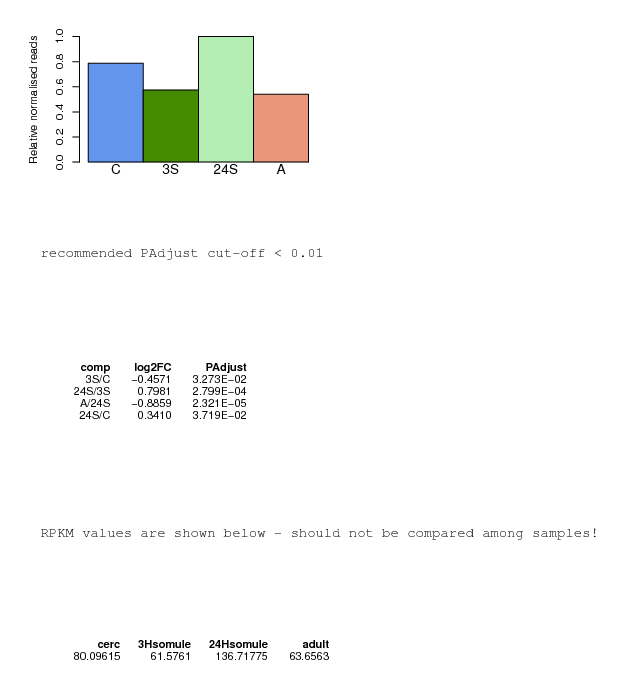 Relative normalised reads
1.0
0.8
0.6
0.4
0.2
0.0
C 3S 24S A
recommended PAdjust cut-off < 0.01
comp log2FC PAdjust
3S/C −0.4571 3.273E−02
24S/3S 0.7981 2.799E−04
A/24S −0.8859 2.321E−05
24S/C 0.3410 3.719E−02
RPKM values are shown below - should not be compared among samples!
cerc 3Hsomule 24Hsomule adult
80.09615 61.5761 136.71775 63.6563